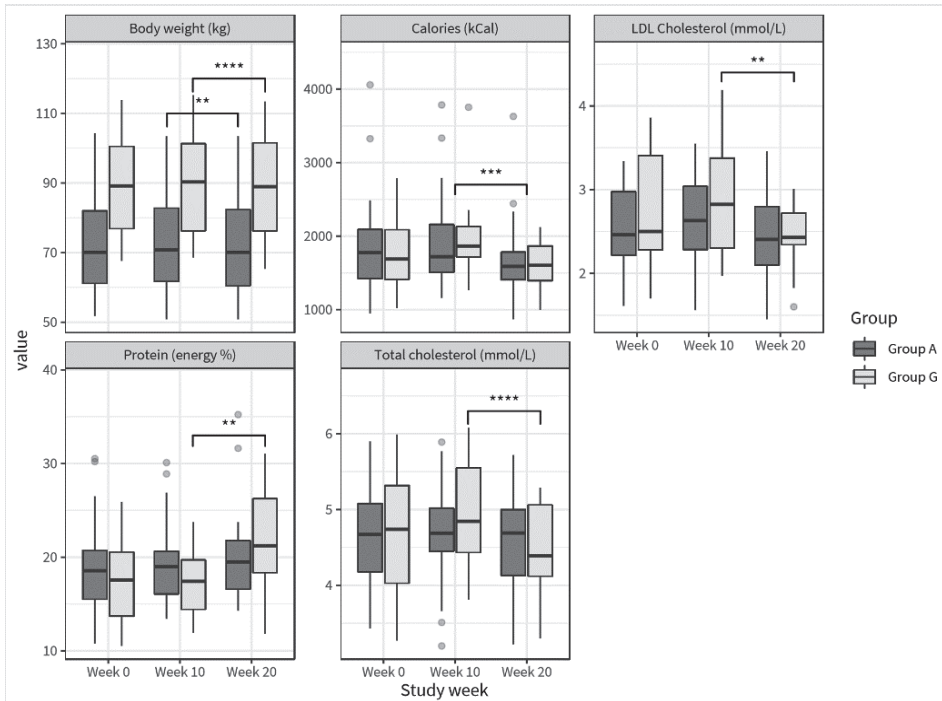 Body weight (kg)
Calories (kCal)
LDL Cholesterol (mmol/L)
130
110
90
70
50
****
**
4000
3000
2000
1000
***
4
3
2
**
Week 0
Week 10
Week 20
value
Protein (energy %)
Total cholesterol (mmol/L)
40
30
20
10
**
6
5
4
****
Week 0
Week 10
Week 20
Week 0
Week 10
Week 20
Study week
Group
Group A
Group G